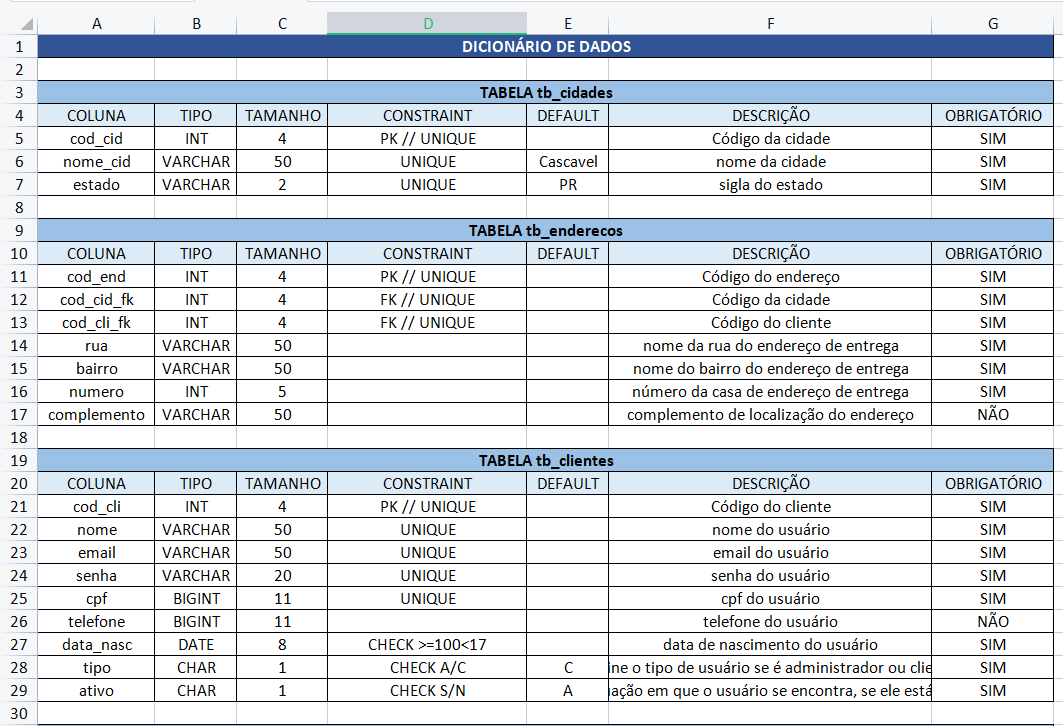 A B C D E F G
1 DICIONÁRIO DE DADOS
2
3 TABELA tb_cidades
4 COLUNA TIPO TAMANHO CONSTRAINT DEFAULT DESCRIÇÃO OBRIGATÓRIO
5 cod_cid INT 4 PK // UNIQUE Código da cidade SIM
6 nome_cid VARCHAR 50 UNIQUE Cascavel nome da cidade SIM
7 estado VARCHAR 2 UNIQUE PR sigla do estado SIM
8
9 TABELA tb_enderecos
10 COLUNA TIPO TAMANHO CONSTRAINT DEFAULT DESCRIÇÃO OBRIGATÓRIO
11 cod_end INT 4 PK // UNIQUE Código do endereço SIM
12 cod_cid_fk INT 4 FK // UNIQUE Código da cidade SIM
13 cod_cli_fk INT 4 FK // UNIQUE Código do cliente SIM
14 rua VARCHAR 50 nome da rua do endereço de entrega SIM
15 bairro VARCHAR 50 nome do bairro do endereço de entrega SIM
16 numero INT 5 número da casa de endereço de entrega SIM
17 complemento VARCHAR 50 complemento de localização do endereço NÃO
18
19 TABELA tb_clientes
20 COLUNA TIPO TAMANHO CONSTRAINT DEFAULT DESCRIÇÃO OBRIGATÓRIO
21 cod_cli INT 4 PK // UNIQUE Código do cliente SIM
22 nome VARCHAR 50 UNIQUE nome do usuário SIM
23 email VARCHAR 50 UNIQUE email do usuário SIM
24 senha VARCHAR 20 UNIQUE senha do usuário SIM
25 cpf BIGINT 11 UNIQUE cpf do usuário SIM
26 telefone BIGINT 11 telefone do usuário NÃO
27 data_nasc DATE 8 CHECK >=100<17 data de nascimento do usuário SIM
28 tipo CHAR 1 CHECK A/C C ine o tipo de usuário se é administrador ou clie SIM
29 ativo CHAR 1 CHECK S/N A uação em que o usuário se encontra, se ele está SIM
30